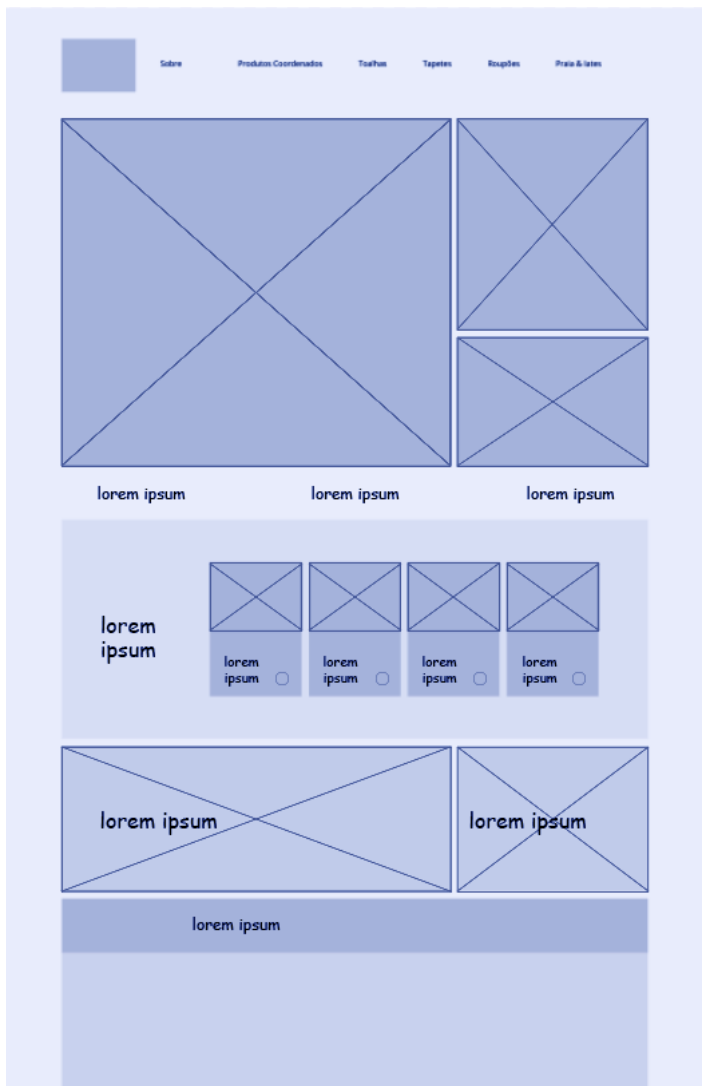 Sobre Produtos Coordenados Toalhas Tapetes Roupões Praia & Iates
lorem ipsum lorem ipsum lorem ipsum
lorem
ipsum
lorem lorem lorem lorem
ipsum ipsum ipsum ipsum
lorem ipsum lorem ipsum
lorem ipsum